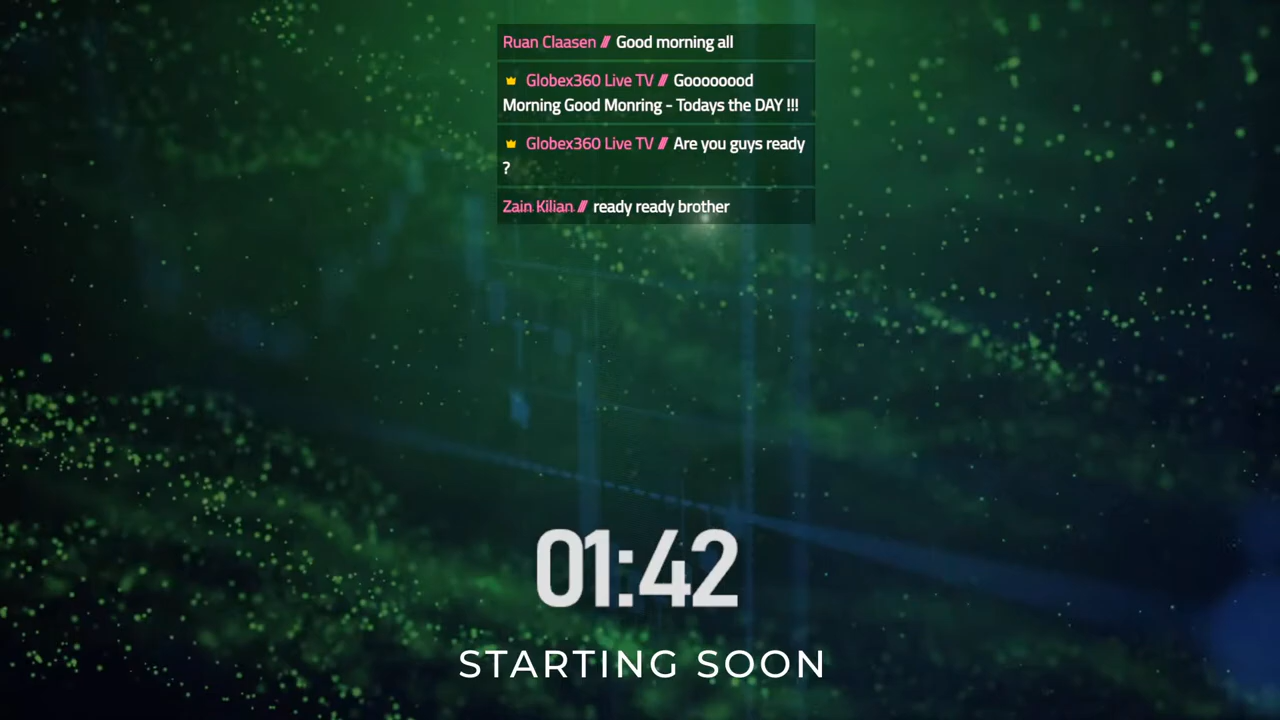 Ruan Claasen /// Good morning all
Globex360 Live TV /// Goooooood
Morning Good Monring - Todays the DAY !!!
Globex360 Live TV /// Are you guys ready
?
Zain Kilian /// ready ready brother
01:42
STARTING SOON